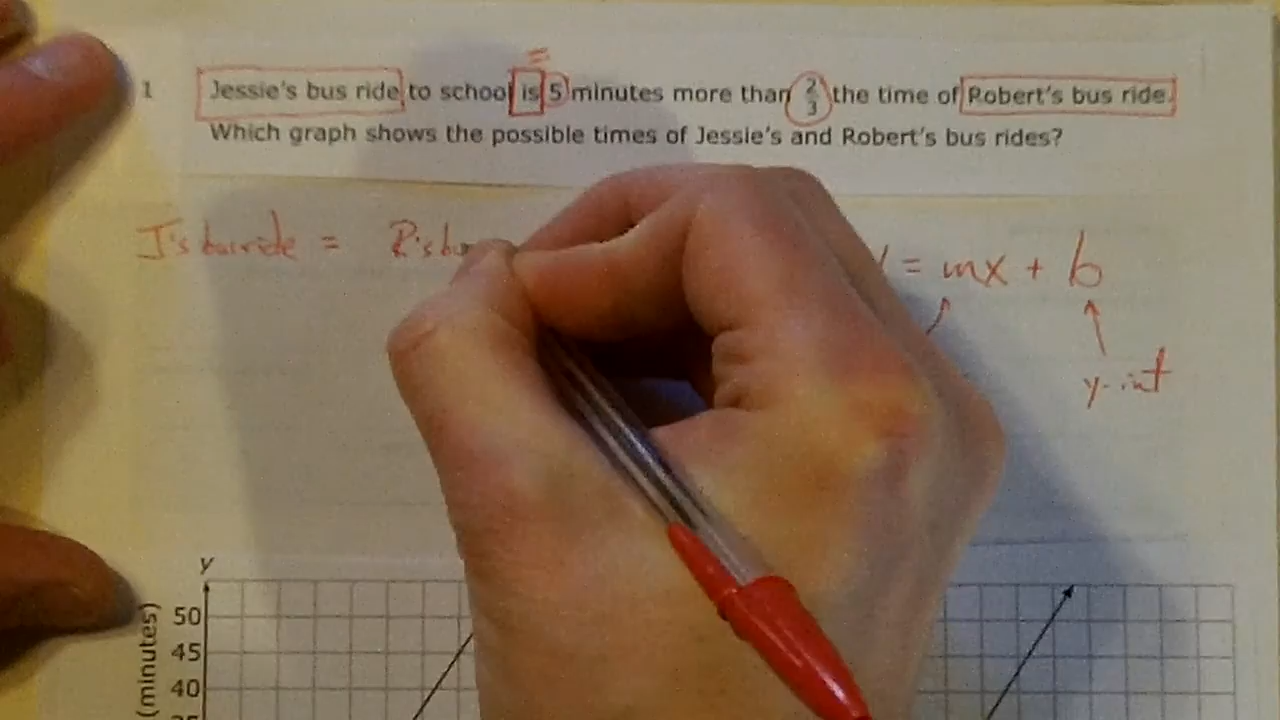 1 Jessie's bus ride to school is 5 minutes more than 2/3 the time of Robert's bus ride.
=
Which graph shows the possible times of Jessie's and Robert's bus rides?
J's bus ride = R's bu
= mx + b
y-int
y
50
45
40
(minutes)